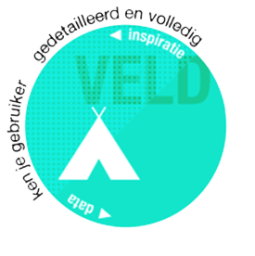 ken je gebruiker
gedetailleerd en volledig
◀ inspiratie
VELD
data ▶